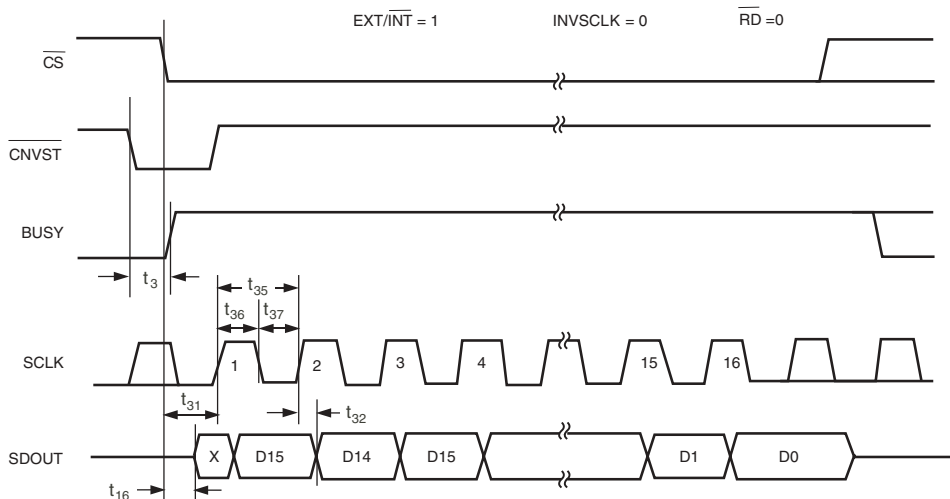 EXT/INT = 1 INVSCLK = 0 RD =0
CS
CNVST
BUSY
t3
t35
t36 t37
SCLK 1 2 3 4 15 16
t31
t32
SDOUT X D15 D14 D15 D1 D0
t16